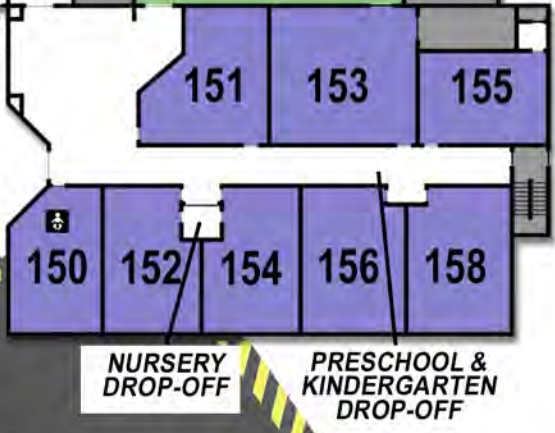 151
153
155
150
152
154
156
158
NURSERY
DROP-OFF
PRESCHOOL &
KINDERGARTEN
DROP-OFF